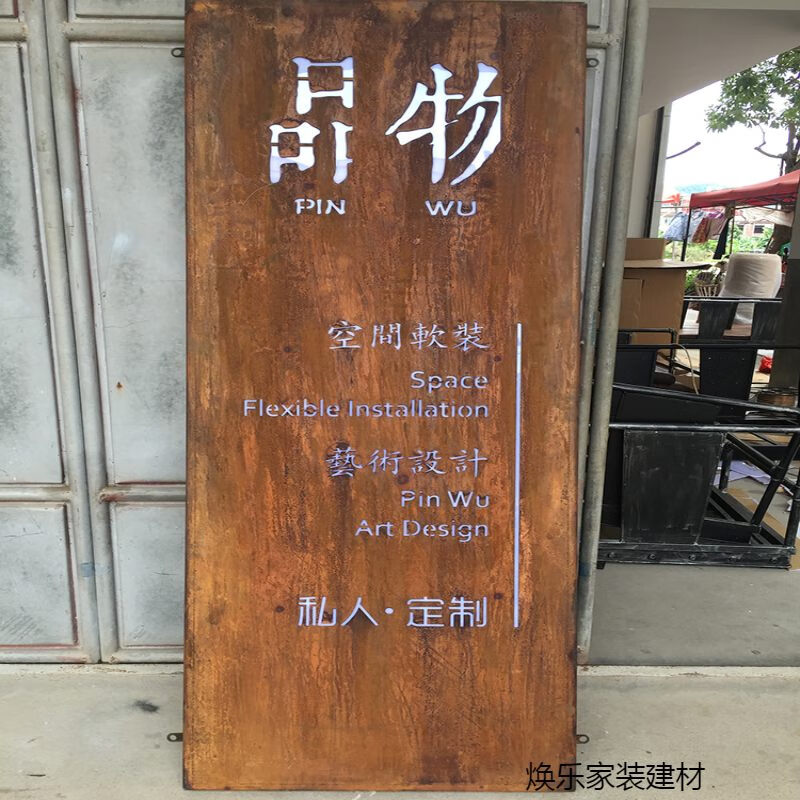 品物
PIN WU
空間軟裝
Space
Flexible Installation
藝術設計
Pin Wu
Art Design
私人·定制
焕乐家装建材